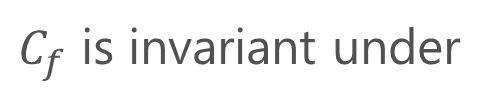 C_f is invariant under